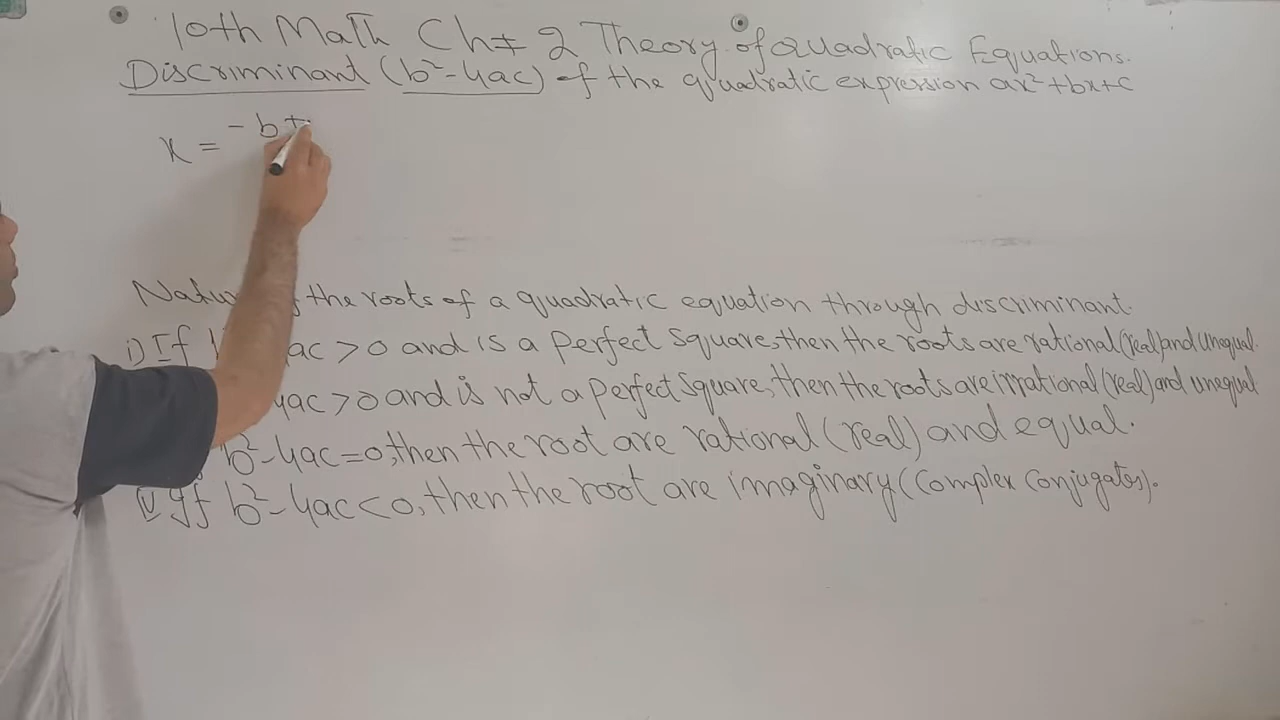 10th Math Ch# 2 Theory of Quadratic Equations.
Discriminant (b²-4ac) of the quadratic expression ax²+bx+c
x = -b±
the roots of a quadratic equation through discriminant.
i) If ac > 0 and is a perfect square, then the roots are rational (real) and unequal.
4ac > 0 and is not a perfect square, then the roots are irrational (real) and unequal
b²-4ac = 0, then the root are rational (real) and equal.
iv If b²-4ac < 0, then the root are imaginary (Complex Conjugates).